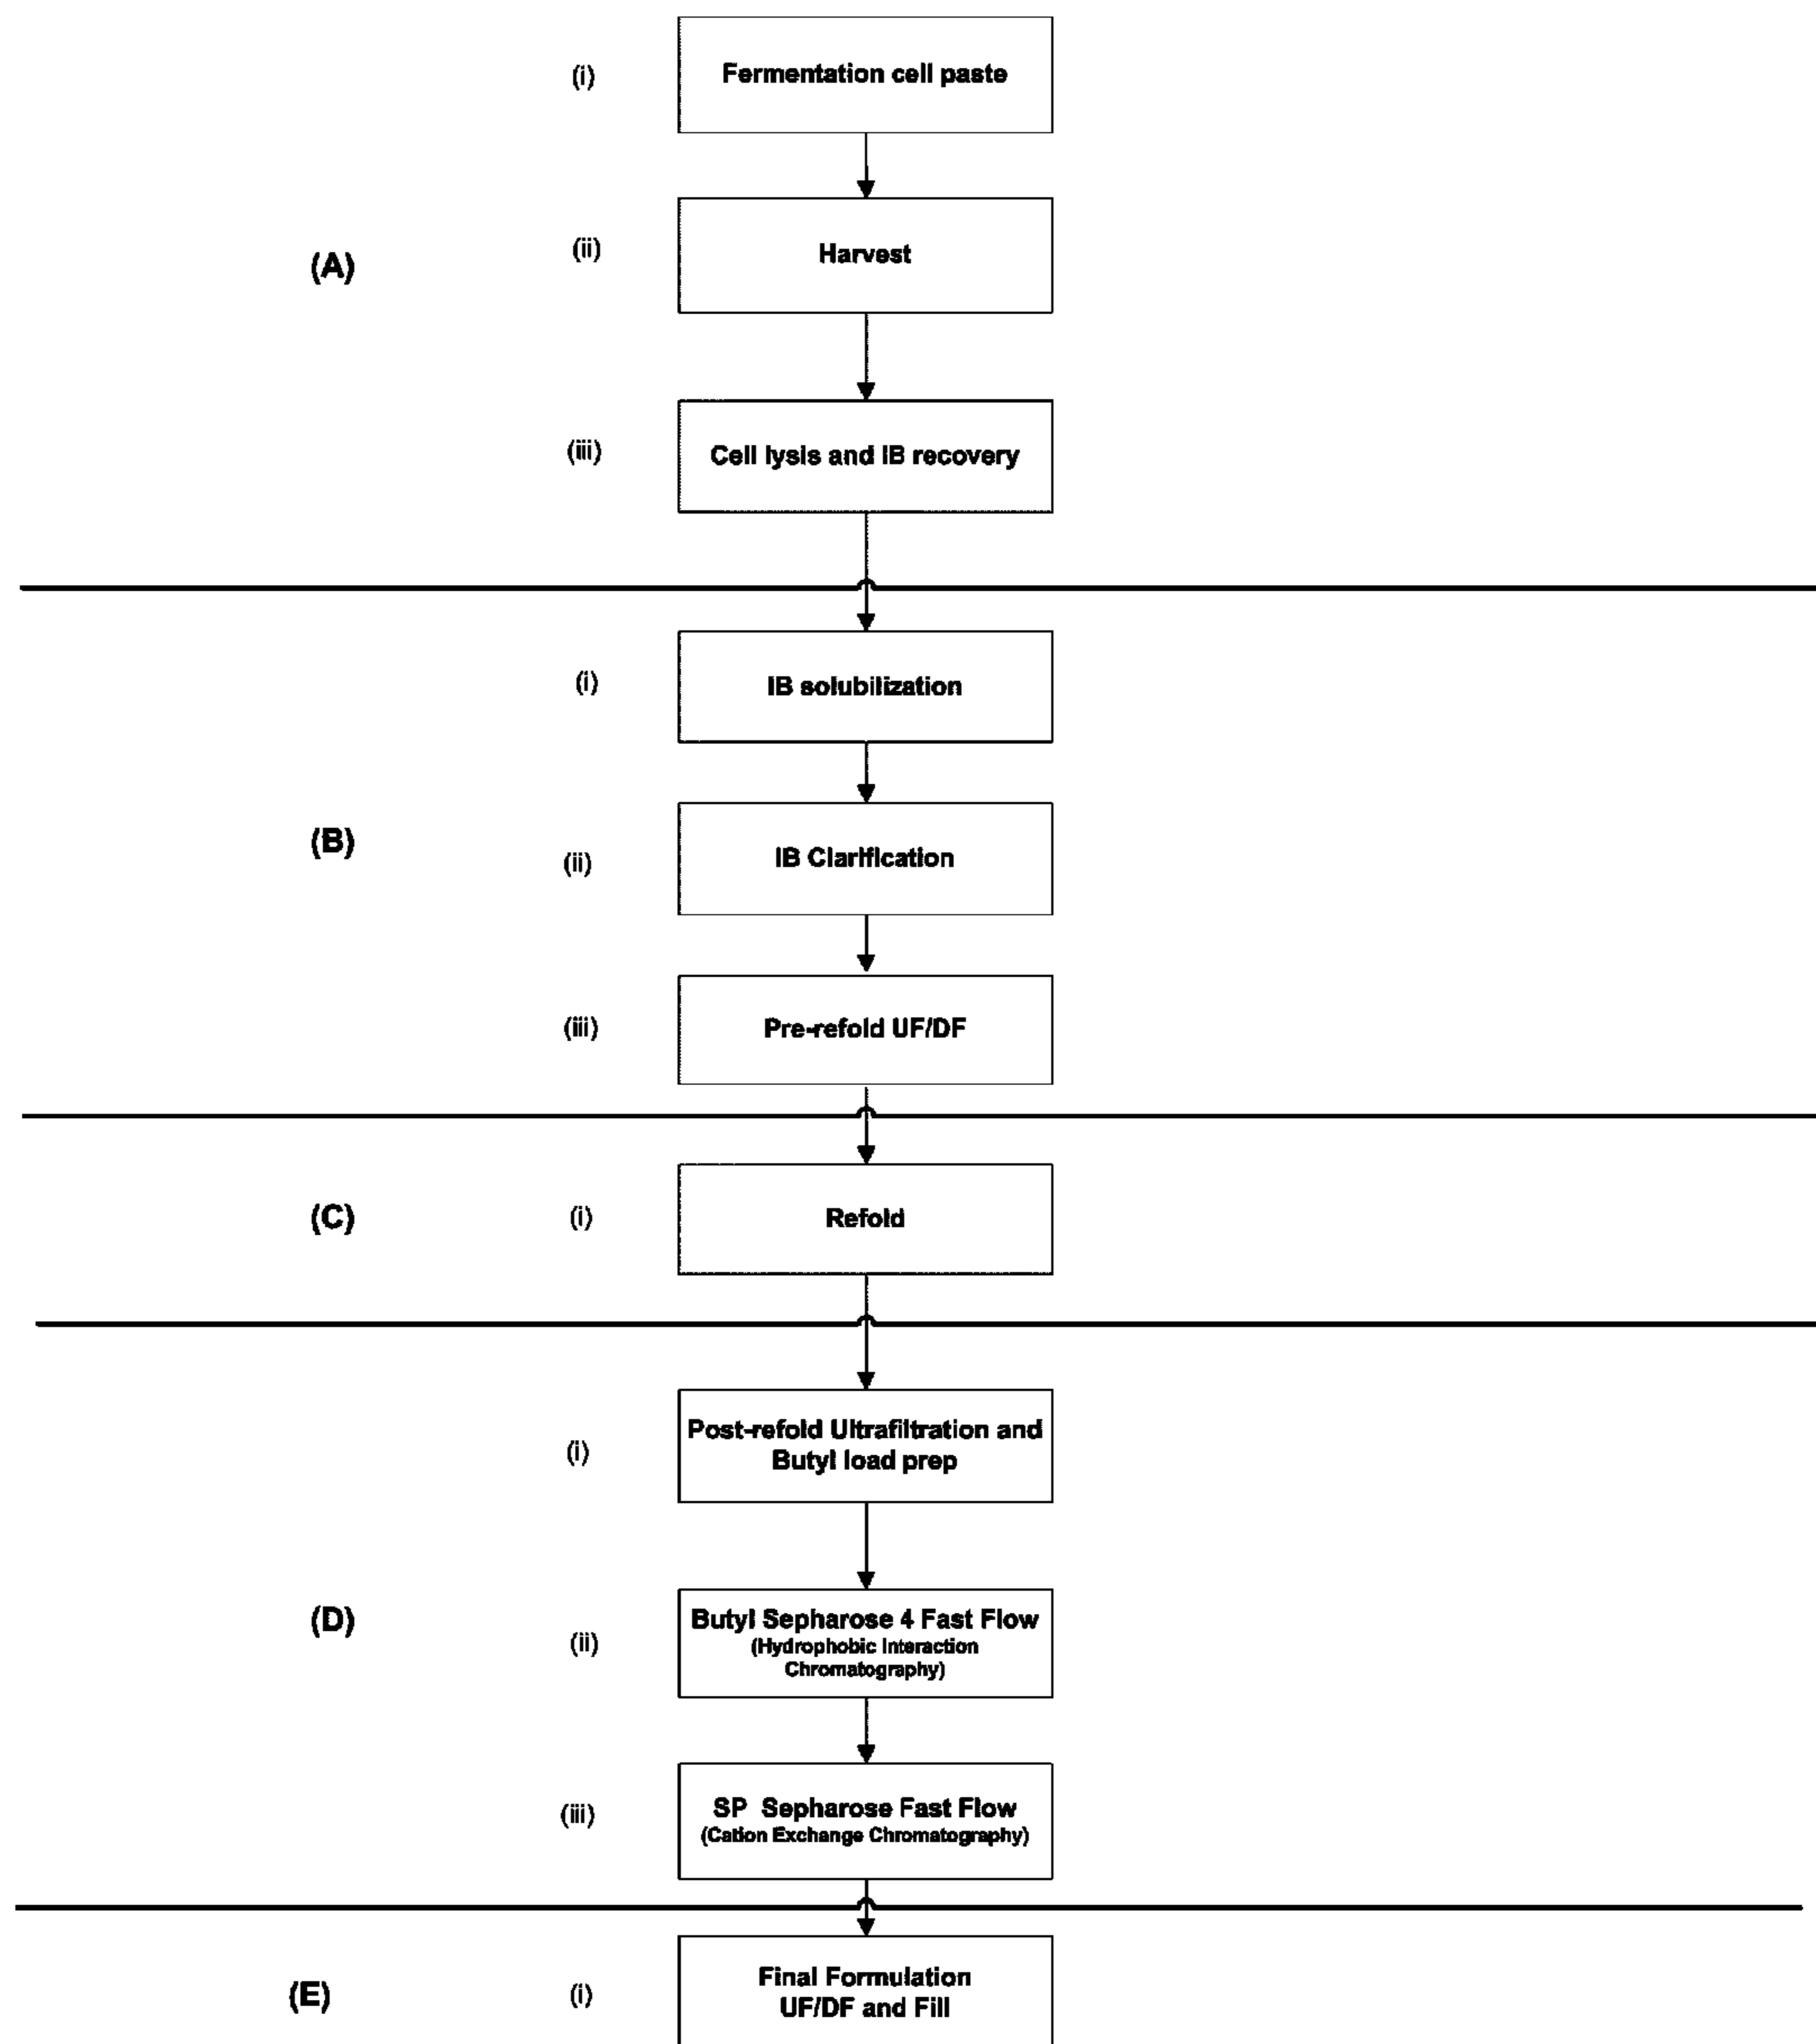 (i)
Fermentation cell paste
(A)
(ii)
Harvest
(iii)
Cell lysis and IB recovery
(i)
IB solubilization
(B)
(ii)
IB Clarification
(iii)
Pre-refold UF/DF
(C)
(i)
Refold
(i)
Post-refold Ultrafiltration and
Butyl load prep
(D)
(ii)
Butyl Sepharose 4 Fast Flow
(Hydrophobic Interaction
Chromatography)
(iii)
SP Sepharose Fast Flow
(Cation Exchange Chromatography)
(E)
(i)
Final Formulation
UF/DF and Fill